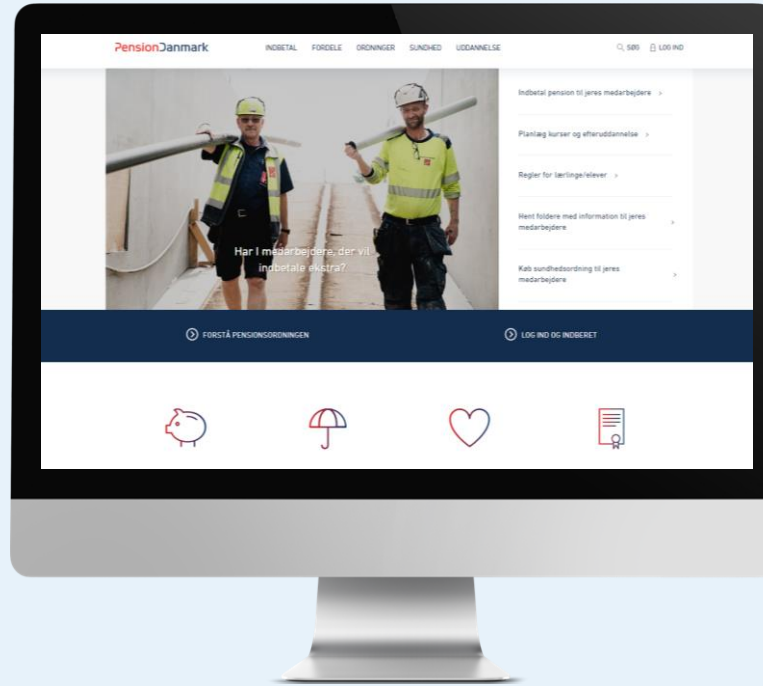 PensionDanmark
INDBETAL FORDELE ORDNINGER SUNDHED UDDANNELSE
SØG LOG IND
Har I medarbejdere, der vil
indbetale ekstra?
Indbetal pension til jeres medarbejdere
Planlæg kurser og efteruddannelse
Regler for lærlinge/elever
Hent foldere med information til jeres
medarbejdere
Køb sundhedsordning til jeres
medarbejdere
FORSTÅ PENSIONSORDNINGEN
LOG IND OG INDBERET